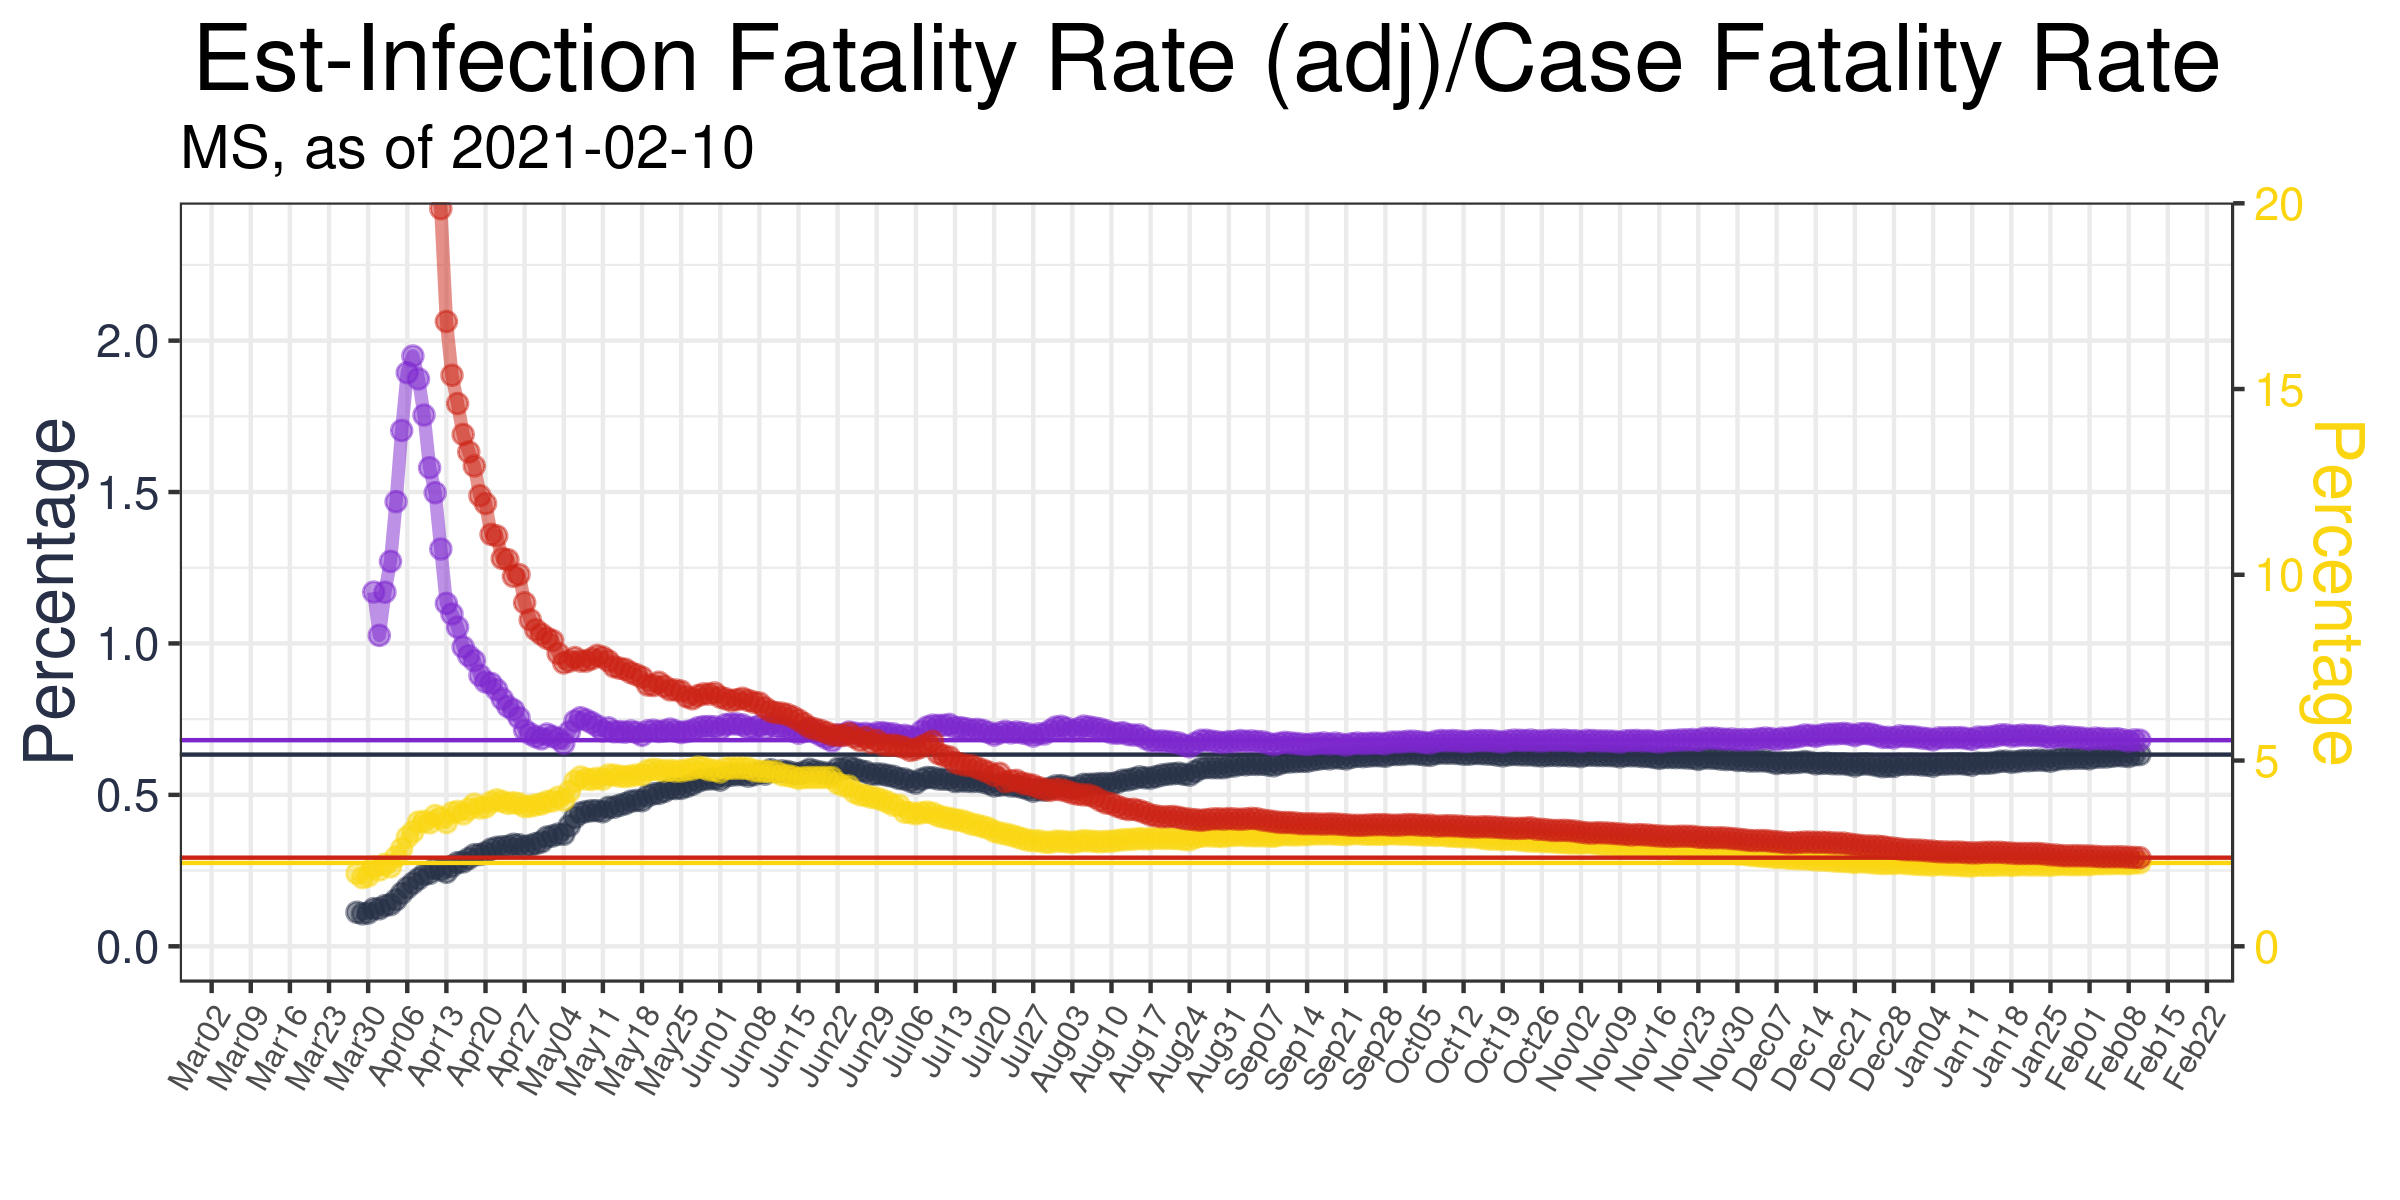 Est-Infection Fatality Rate (adj)/Case Fatality Rate
MS, as of 2021-02-10
Percentage
2.0
1.5
1.0
0.5
0.0
20
15
10
5
0
Percentage
Mar02
Mar09
Mar16
Mar23
Mar30
Apr06
Apr13
Apr20
Apr27
May04
May11
May18
May25
Jun01
Jun08
Jun15
Jun22
Jun29
Jul06
Jul13
Jul20
Jul27
Aug03
Aug10
Aug17
Aug24
Aug31
Sep07
Sep14
Sep21
Sep28
Oct05
Oct12
Oct19
Oct26
Nov02
Nov09
Nov16
Nov23
Nov30
Dec07
Dec14
Dec21
Dec28
Jan04
Jan11
Jan18
Jan25
Feb01
Feb08
Feb15
Feb22